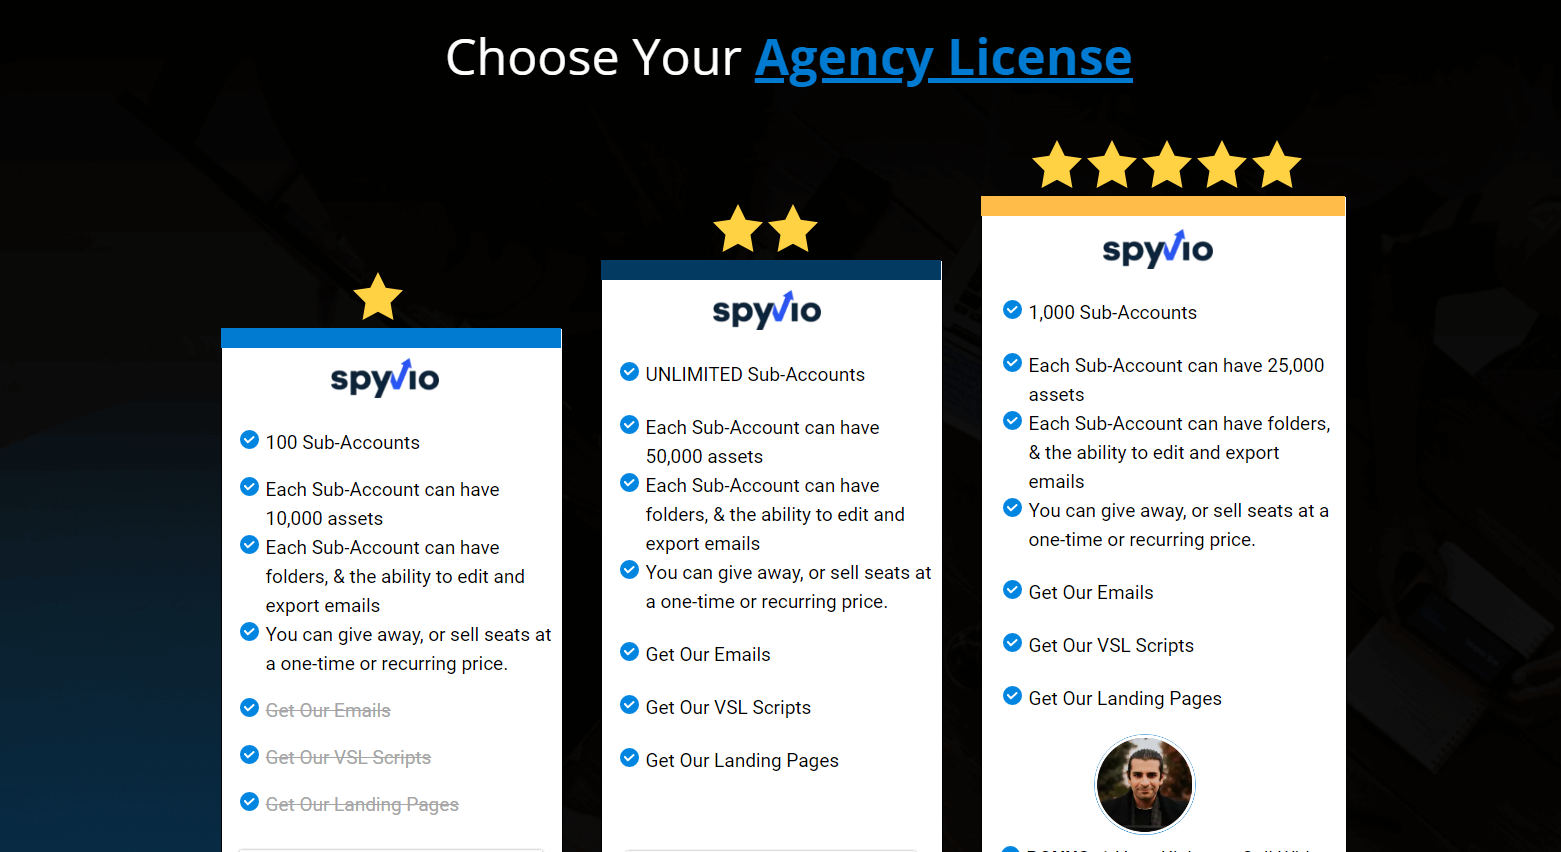 Choose Your Agency License
spyvio
100 Sub-Accounts
Each Sub-Account can have
10,000 assets
Each Sub-Account can have
folders, & the ability to edit and
export emails
You can give away, or sell seats at
a one-time or recurring price.
Get Our Emails
Get Our VSL Scripts
Get Our Landing Pages
spyvio
UNLIMITED Sub-Accounts
Each Sub-Account can have
50,000 assets
Each Sub-Account can have
folders, & the ability to edit and
export emails
You can give away, or sell seats at
a one-time or recurring price.
Get Our Emails
Get Our VSL Scripts
Get Our Landing Pages
spyvio
1,000 Sub-Accounts
Each Sub-Account can have 25,000
assets
Each Sub-Account can have folders,
& the ability to edit and export
emails
You can give away, or sell seats at a
one-time or recurring price.
Get Our Emails
Get Our VSL Scripts
Get Our Landing Pages